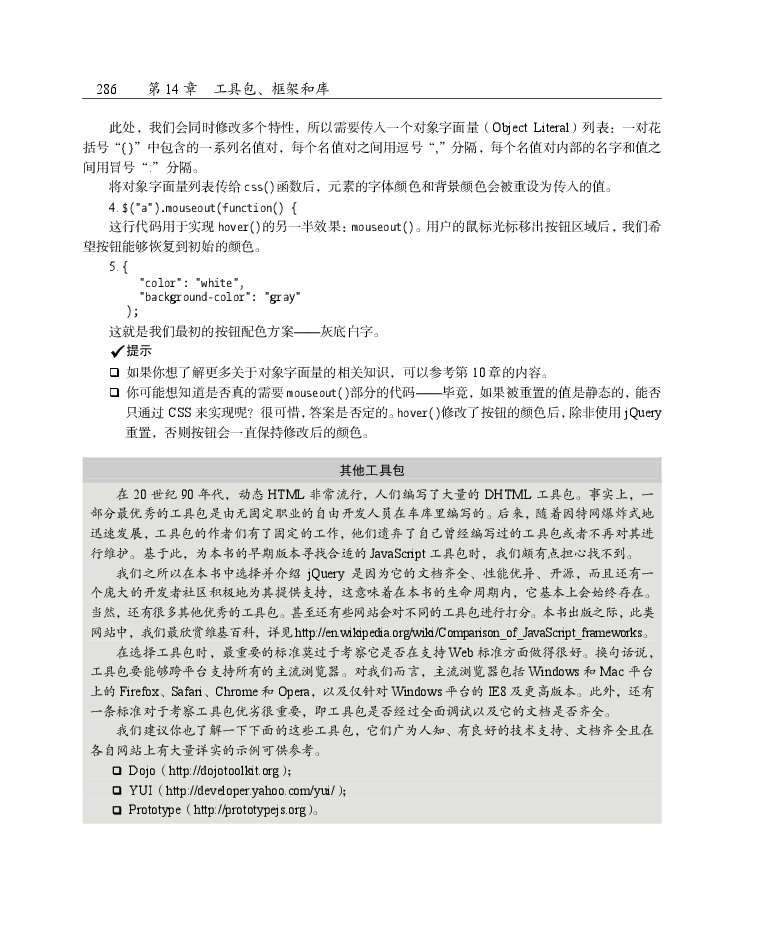 286 第 14 章 工具包、框架和库
此处，我们会同时修改多个特性，所以需要传入一个对象字面量（Object Literal）列表：一对花
括号“{}”中包含的一系列名值对，每个名值对之间用逗号“,”分隔，每个名值对内部的名字和值之
间用冒号“:”分隔。
将对象字面量列表传给 css()函数后，元素的字体颜色和背景颜色会被重设为传入的值。
4. $("a").mouseout(function() {
这行代码用于实现 hover()的另一半效果：mouseout()。用户的鼠标光标移出按钮区域后，我们希
望按钮能够恢复到初始的颜色。
5. {
"color": "white",
"background-color": "gray"
);
这就是我们最初的按钮配色方案——灰底白字。
✔提示
❑ 如果你想了解更多关于对象字面量的相关知识，可以参考第 10 章的内容。
❑ 你可能想知道是否真的需要 mouseout()部分的代码——毕竟，如果被重置的值是静态的，能否
只通过 CSS 来实现呢？很可惜，答案是否定的。hover()修改了按钮的颜色后，除非使用 jQuery
重置，否则按钮会一直保持修改后的颜色。
其他工具包
在 20 世纪 90 年代，动态 HTML 非常流行，人们编写了大量的 DHTML 工具包。事实上，一
部分最优秀的工具包是由无固定职业的自由开发人员在车库里编写的。后来，随着因特网爆炸式地
迅速发展，工具包的作者们有了固定的工作，他们遗弃了自己曾经编写过的工具包或者不再对其进
行维护。基于此，为本书的早期版本寻找合适的 JavaScript 工具包时，我们颇有点担心找不到。
我们之所以在本书中选择并介绍 jQuery 是因为它的文档齐全、性能优异、开源，而且还有一
个庞大的开发者社区积极地为其提供支持，这意味着在本书的生命周期内，它基本上会始终存在。
当然，还有很多其他优秀的工具包。甚至还有些网站会对不同的工具包进行打分。本书出版之际，此类
网站中，我们最欣赏维基百科，详见 http://en.wikipedia.org/wiki/Comparison_of_JavaScript_frameworks。
在选择工具包时，最重要的标准莫过于考察它是否在支持 Web 标准方面做得很好。换句话说，
工具包要能够跨平台支持所有的主流浏览器。对我们而言，主流浏览器包括 Windows 和 Mac 平台
上的 Firefox、Safari、Chrome 和 Opera，以及仅针对 Windows 平台的 IE8 及更高版本。此外，还有
一条标准对于考察工具包优劣很重要，即工具包是否经过全面调试以及它的文档是否齐全。
我们建议你也了解一下下面的这些工具包，它们广为人知、有良好的技术支持、文档齐全且在
各自网站上有大量详实的示例可供参考。
❑ Dojo（http://dojotoolkit.org）；
❑ YUI（http://developer.yahoo.com/yui/）；
❑ Prototype（http://prototypejs.org）。